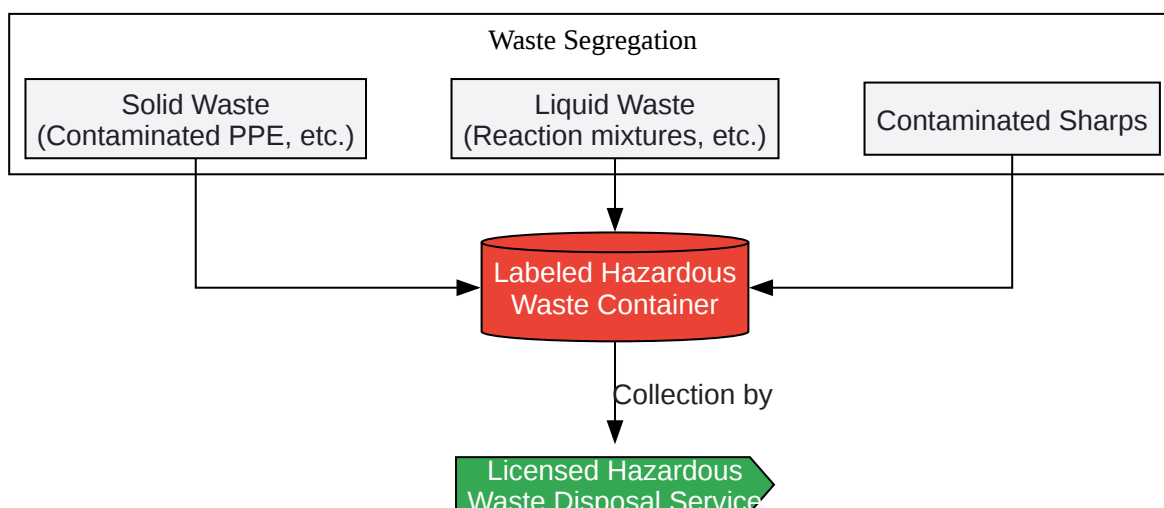 Waste Segregation
Solid Waste
(Contaminated PPE, etc.)
Liquid Waste
(Reaction mixtures, etc.)
Contaminated Sharps
Labeled Hazardous
Waste Container
Collection by
Licensed Hazardous
Waste Disposal Service